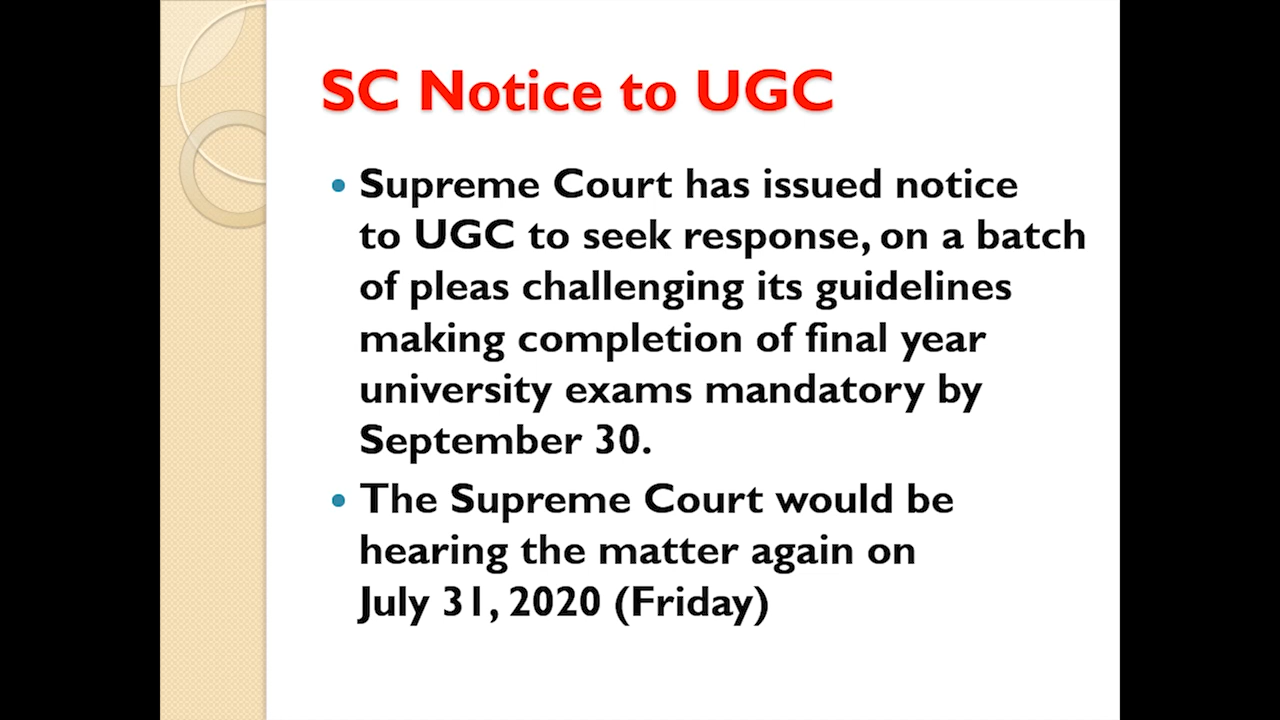 SC Notice to UGC
• Supreme Court has issued notice
to UGC to seek response, on a batch
of pleas challenging its guidelines
making completion of final year
university exams mandatory by
September 30.
• The Supreme Court would be
hearing the matter again on
July 31, 2020 (Friday)